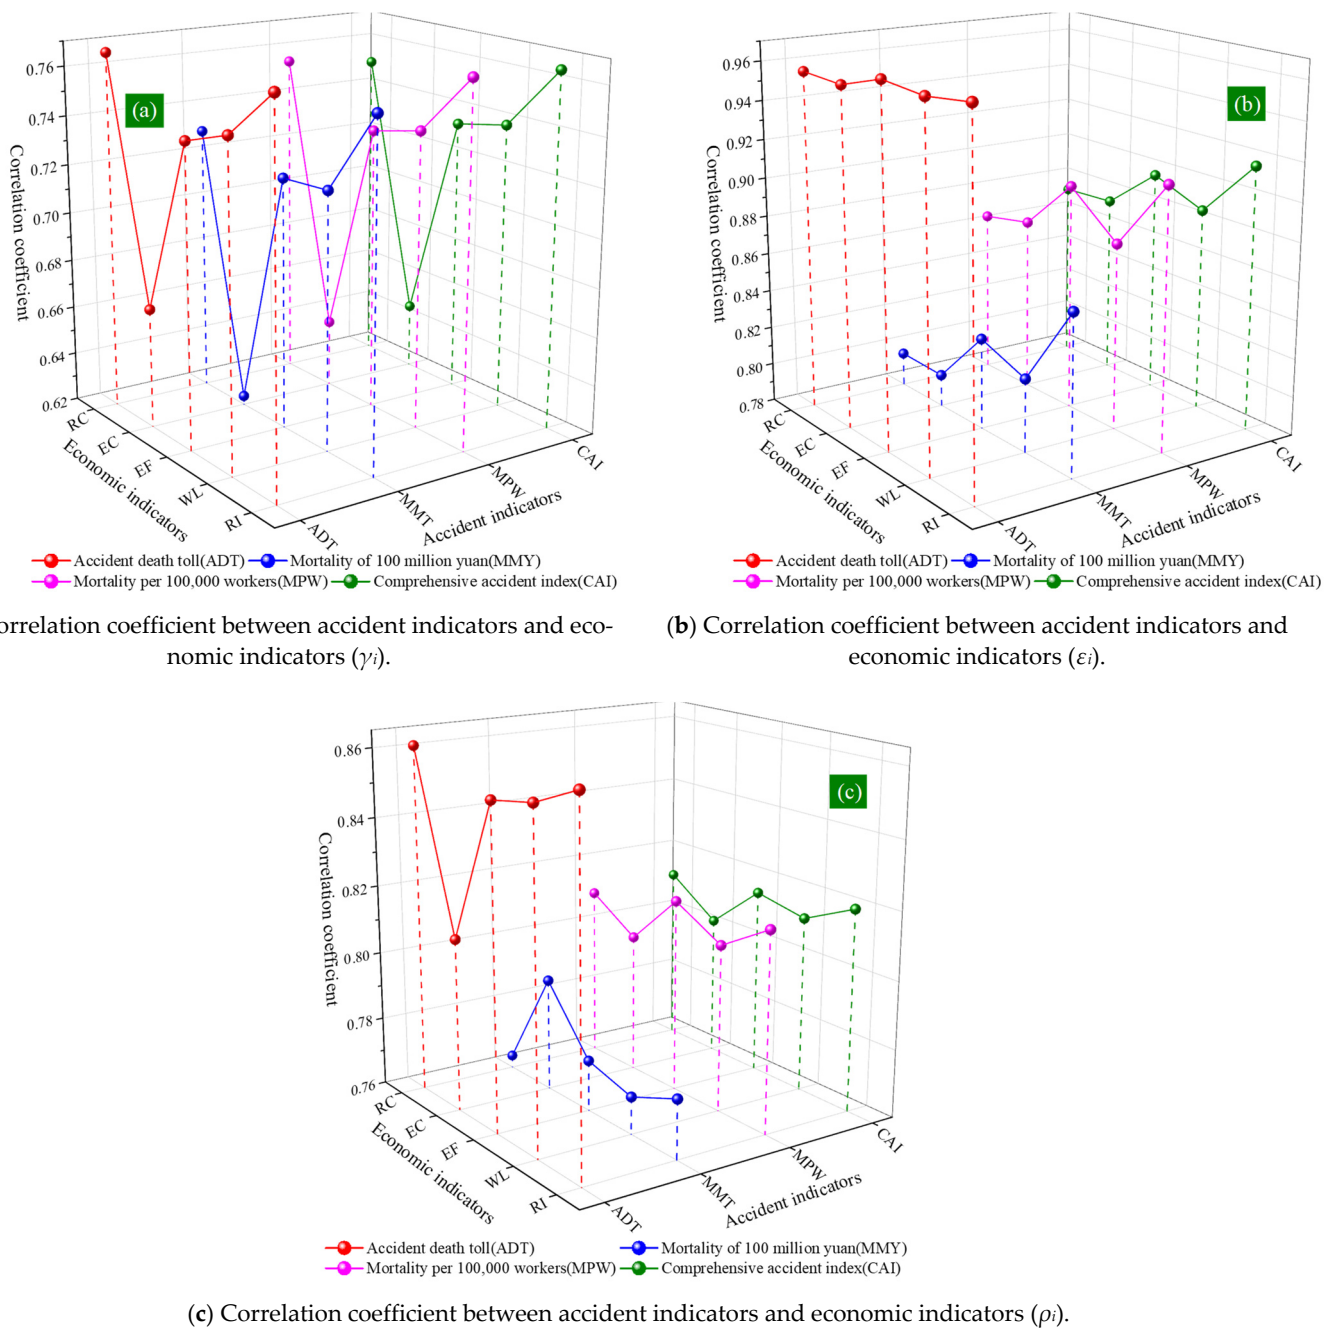 0.76
0.74
0.72
0.70
0.68
0.66
0.64
0.62
Correlation coefficient
(a)
RC
EC
EF
WL
RI
Economic indicators
ADT
MMT
MPW
CAI
Accident indicators
Accident death toll(ADT) Mortality of 100 million yuan(MMY)
Mortality per 100,000 workers(MPW) Comprehensive accident index(CAI)
orrelation coefficient between accident indicators and eco-
nomic indicators (γi).
0.96
0.94
0.92
0.90
0.88
0.86
0.84
0.82
0.80
0.78
Correlation coefficient
(b)
RC
EC
EF
WL
RI
Economic indicators
ADT
MMT
MPW
CAI
Accident indicators
Accident death toll(ADT) Mortality of 100 million yuan(MMY)
Mortality per 100,000 workers(MPW) Comprehensive accident index(CAI)
(b) Correlation coefficient between accident indicators and
economic indicators (εi).
0.86
0.84
0.82
0.80
0.78
0.76
Correlation coefficient
(c)
RC
EC
EF
WL
RI
Economic indicators
ADT
MMT
MPW
CAI
Accident indicators
Accident death toll(ADT) Mortality of 100 million yuan(MMY)
Mortality per 100,000 workers(MPW) Comprehensive accident index(CAI)
(c) Correlation coefficient between accident indicators and economic indicators (ρi).